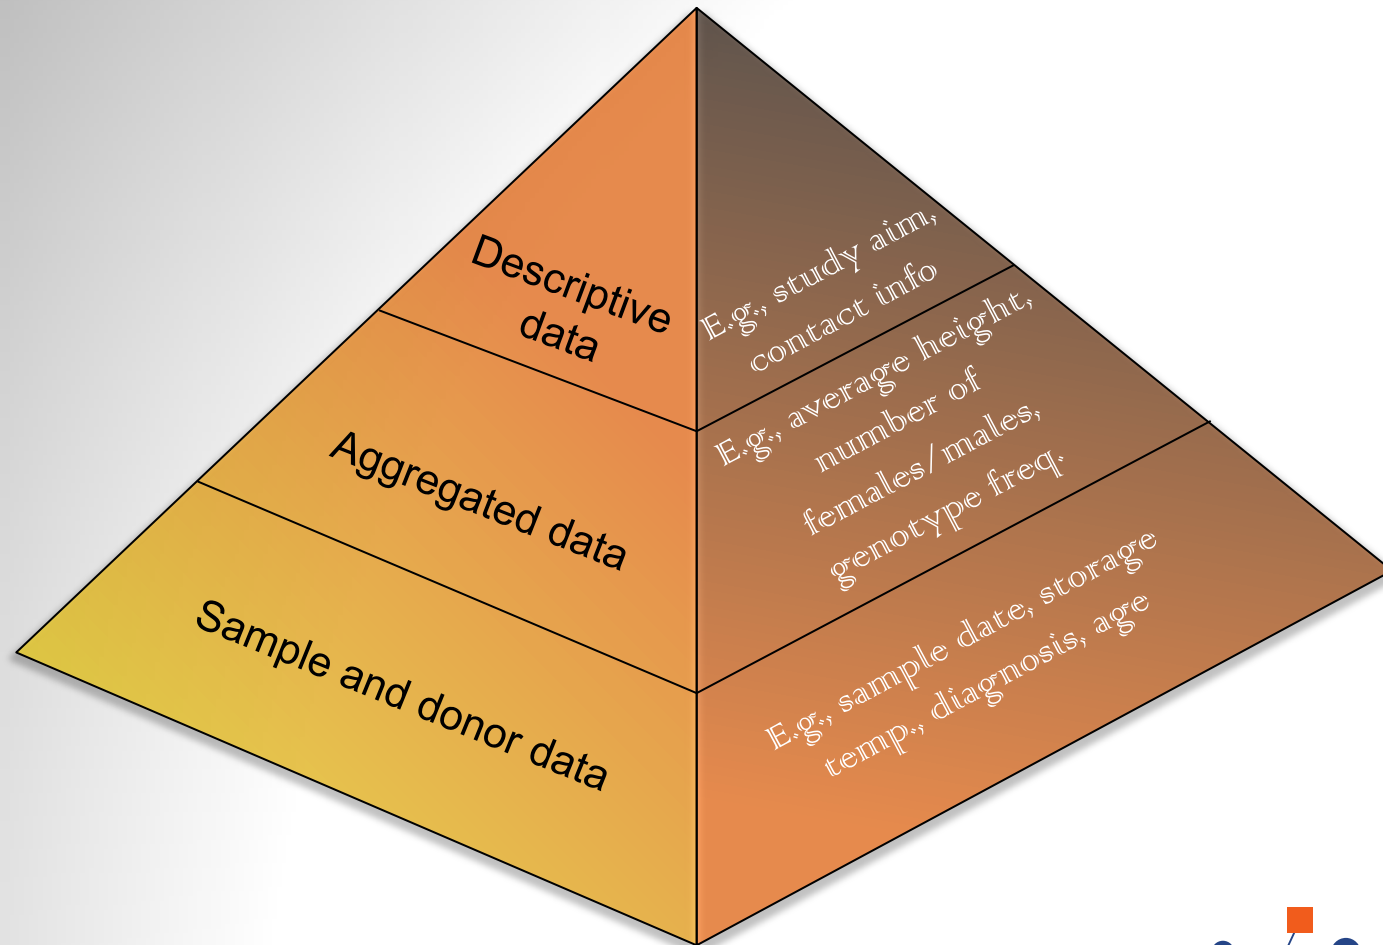 Descriptive
data
E.g., study aim,
contact info
Aggregated data
E.g., average height,
number of
females/males,
genotype freq.
Sample and donor data
E.g., sample date, storage
temp., diagnosis, age